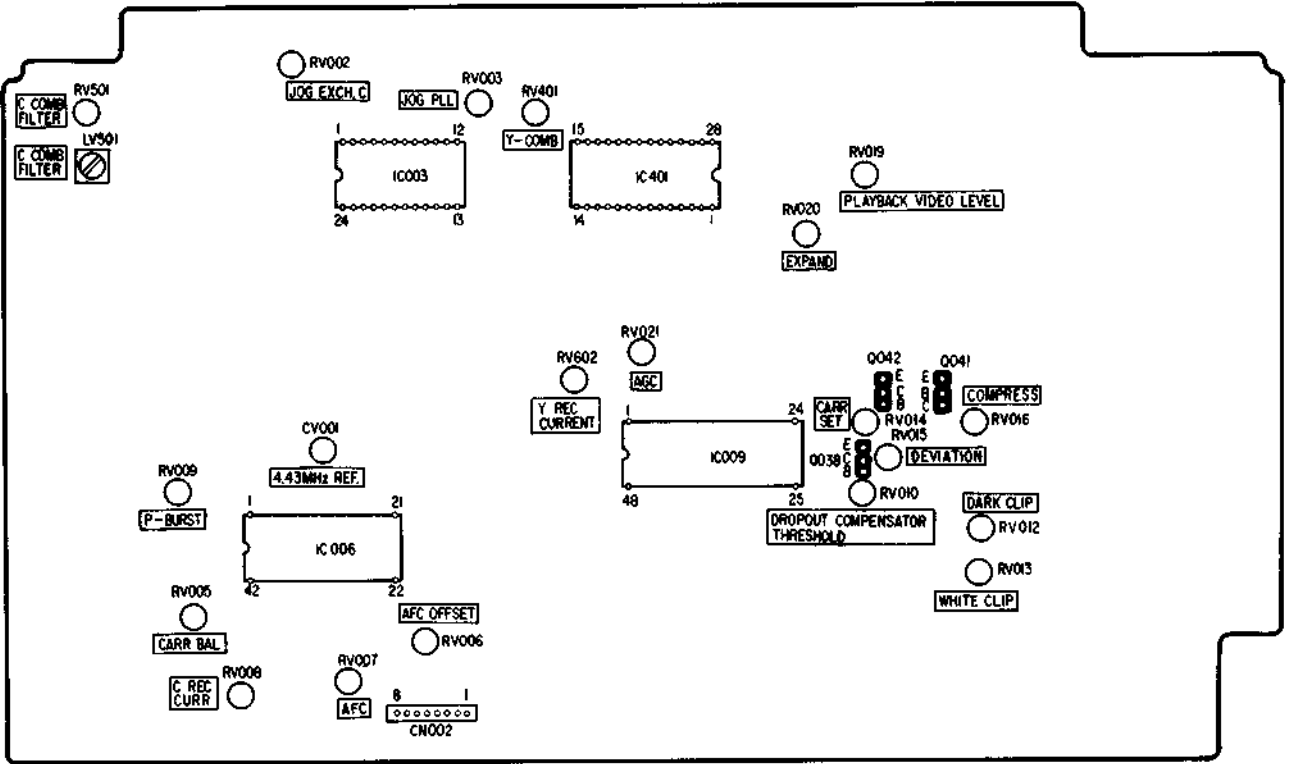 RV002
JOG EXCH. C
RV501
C COMB
FILTER
LV501
C COMB
FILTER
RV003
JOG PLL
RV401
Y-COMB
1 12
IC003
24 13
15 28
IC401
14 1
RV019
PLAYBACK VIDEO LEVEL
RV020
EXPAND
RV021
AGC
RV602
Y REC
CURRENT
1 24
IC009
48 25
Q042
E
C
B
Q041
E
B
C
COMPRESS
RV016
CARR
SET
RV014
RV015
DEVIATION
Q038
E
C
B
RV010
DROPOUT COMPENSATOR
THRESHOLD
DARK CLIP
RV012
RV013
WHITE CLIP
CV001
4.43MHz REF.
RV009
P-BURST
1 21
IC006
42 22
RV005
CARR BAL
AFC OFFSET
RV006
RV008
C REC
CURR
RV007
AFC
8 1
CN002